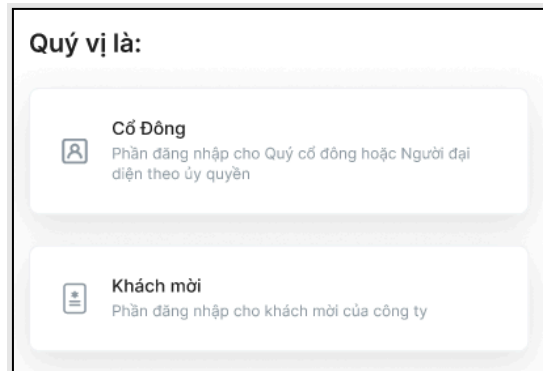 Quý vị là:
Cổ Đông
Phần đăng nhập cho Quý cổ đông hoặc Người đại
diện theo ủy quyền
Khách mời
Phần đăng nhập cho khách mời của công ty